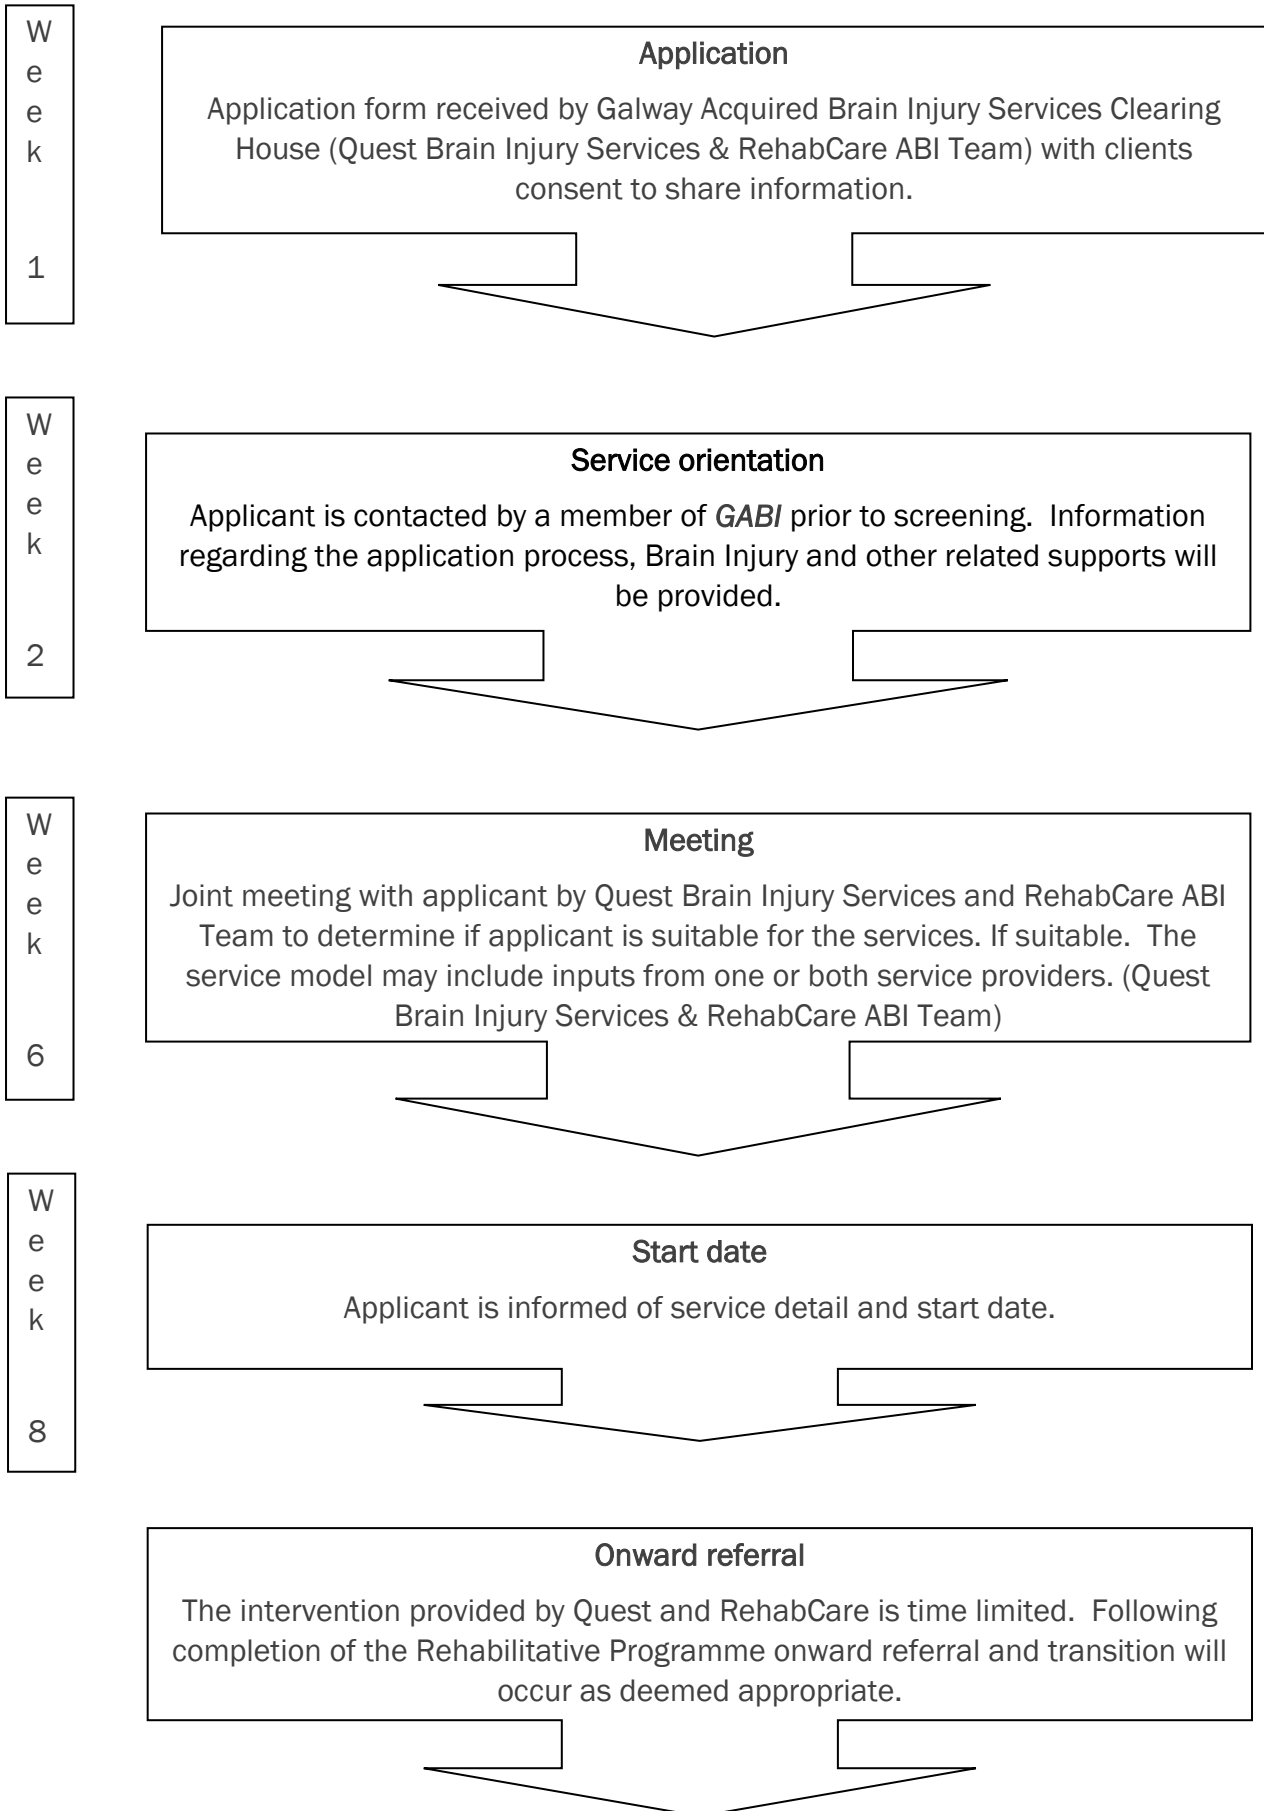 W
e
e
k
1
Application
Application form received by Galway Acquired Brain Injury Services Clearing
House (Quest Brain Injury Services & RehabCare ABI Team) with clients
consent to share information.
W
e
e
k
2
Service orientation
Applicant is contacted by a member of GABI prior to screening.  Information
regarding the application process, Brain Injury and other related supports will
be provided.
W
e
e
k
6
Meeting
Joint meeting with applicant by Quest Brain Injury Services and RehabCare ABI
Team to determine if applicant is suitable for the services. If suitable.  The
service model may include inputs from one or both service providers. (Quest
Brain Injury Services & RehabCare ABI Team)
W
e
e
k
8
Start date
Applicant is informed of service detail and start date.
Onward referral
The intervention provided by Quest and RehabCare is time limited.  Following
completion of the Rehabilitative Programme onward referral and transition will
occur as deemed appropriate.